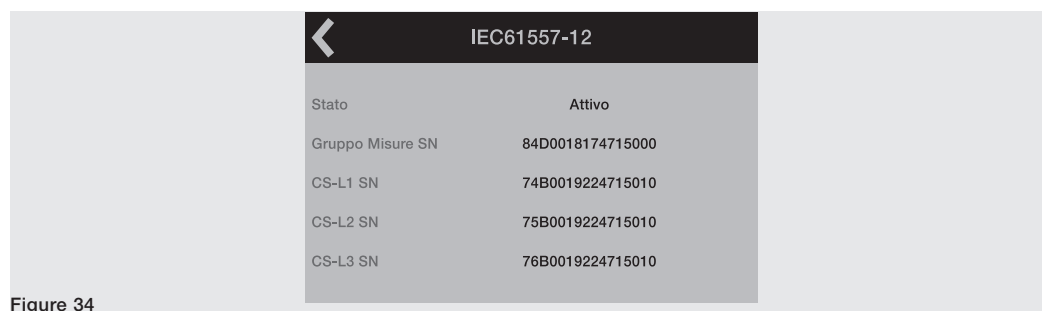 IEC61557-12
Stato Attivo
Gruppo Misure SN 84D0018174715000
CS-L1 SN 74B0019224715010
CS-L2 SN 75B0019224715010
CS-L3 SN 76B0019224715010
Figure 34